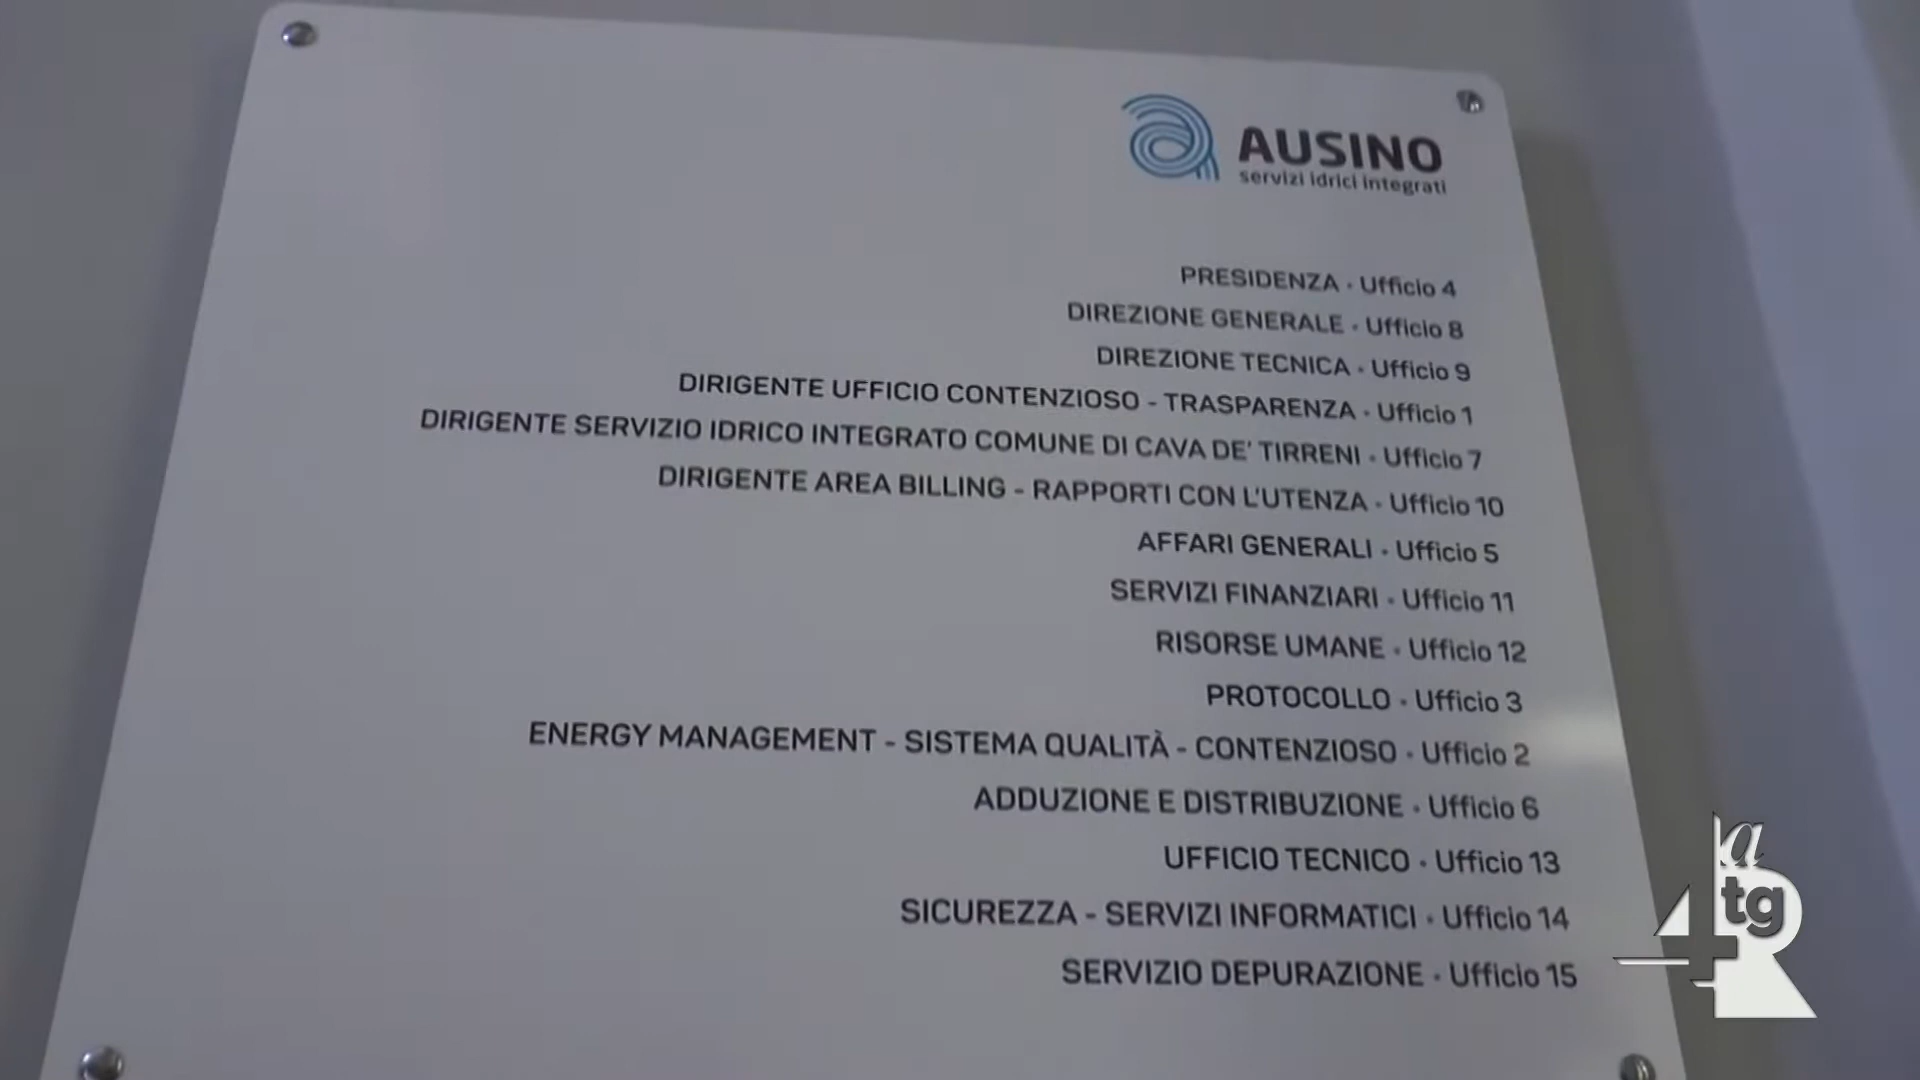 AUSINO
servizi idrici integrati
PRESIDENZA · Ufficio 4
DIREZIONE GENERALE · Ufficio 8
DIREZIONE TECNICA · Ufficio 9
DIRIGENTE UFFICIO CONTENZIOSO - TRASPARENZA · Ufficio 1
DIRIGENTE SERVIZIO IDRICO INTEGRATO COMUNE DI CAVA DE' TIRRENI · Ufficio 7
DIRIGENTE AREA BILLING - RAPPORTI CON L'UTENZA · Ufficio 10
AFFARI GENERALI · Ufficio 5
SERVIZI FINANZIARI · Ufficio 11
RISORSE UMANE · Ufficio 12
PROTOCOLLO · Ufficio 3
ENERGY MANAGEMENT - SISTEMA QUALITÀ - CONTENZIOSO · Ufficio 2
ADDUZIONE E DISTRIBUZIONE · Ufficio 6
UFFICIO TECNICO · Ufficio 13
SICUREZZA - SERVIZI INFORMATICI · Ufficio 14
SERVIZIO DEPURAZIONE · Ufficio 15
la
tg
4R